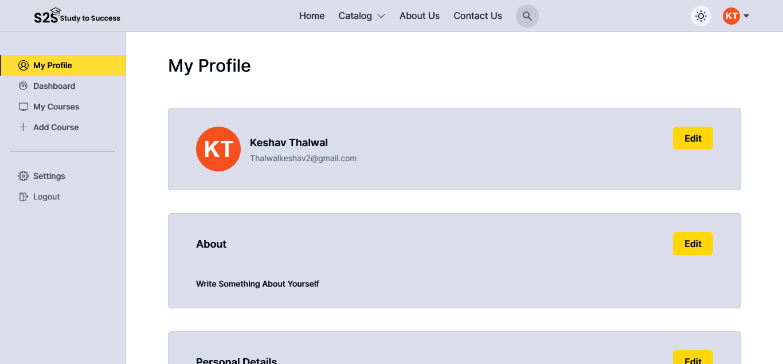 S2S Study to Success
Home
Catalog
About Us
Contact Us
KT
My Profile
Dashboard
My Courses
Add Course
Settings
Logout
My Profile
KT
Keshav Thalwal
Thalwalkeshav2@gmail.com
Edit
About
Edit
Write Something About Yourself
Personal Details
Edit